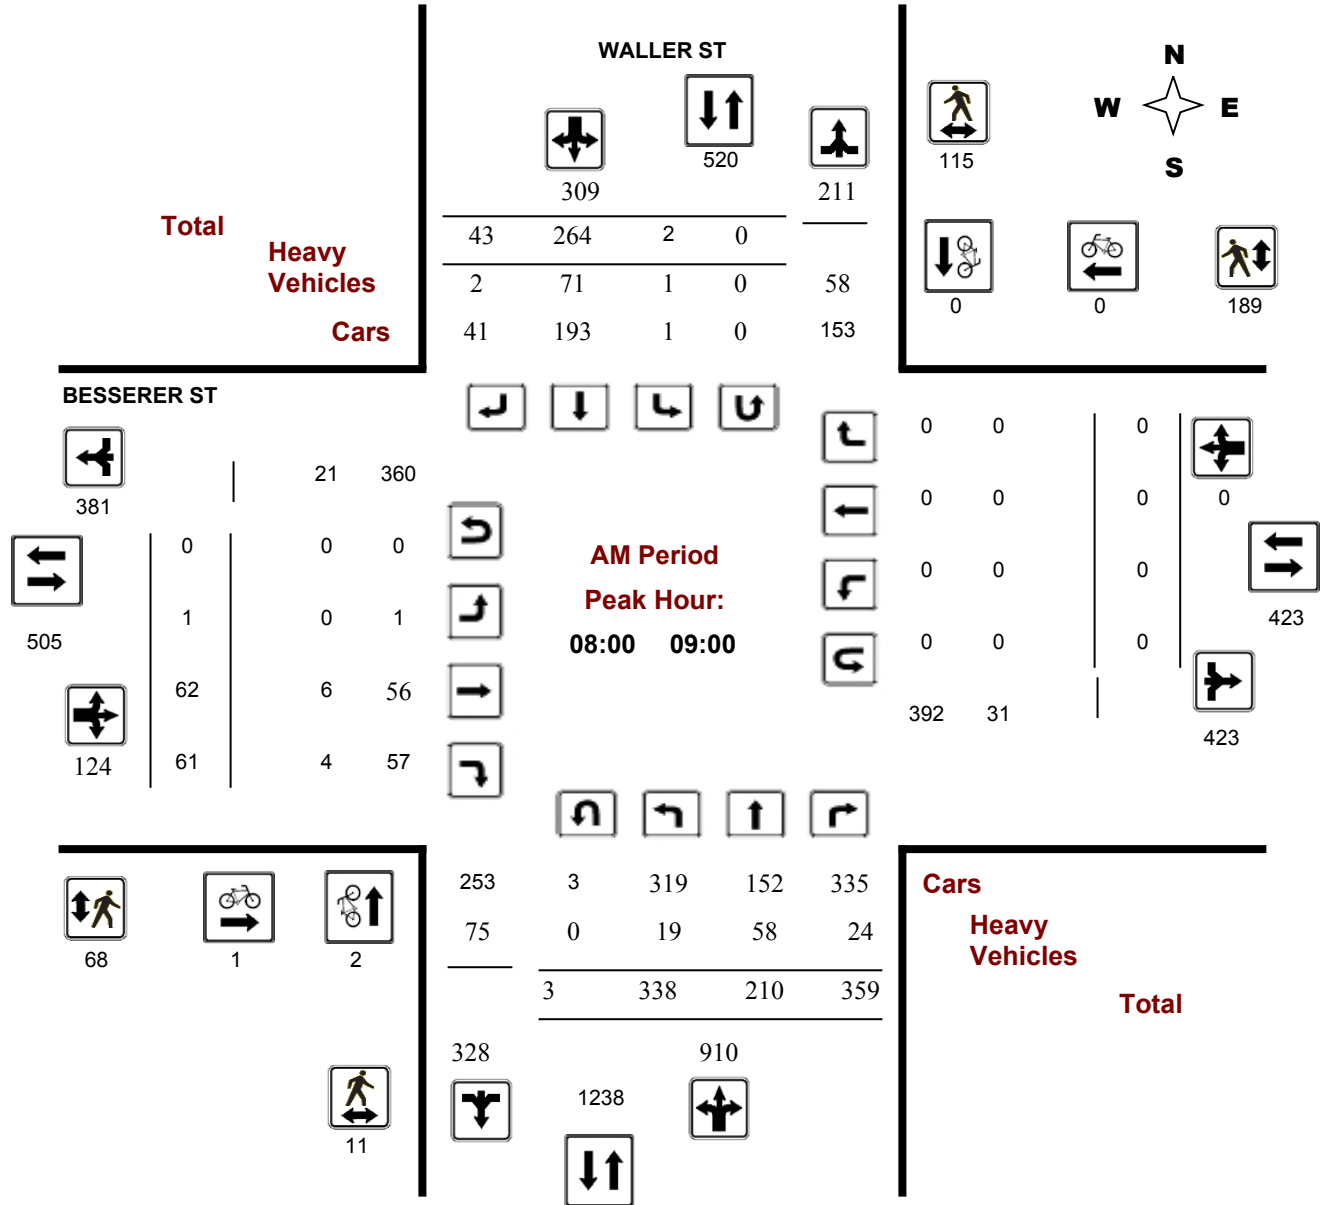 WALLER ST
N
W E
S
520
115
309 211
Total
43 264 2 0
Heavy
Vehicles
2 71 1 0 58
Cars
41 193 1 0 153
0 0 189
BESSERER ST
0 0 0
21 360
381
0 0 0 0
0 0 0
AM Period
1 0 1
0 0 0
Peak Hour:
423
505
08:00 09:00
0 0 0
62 6 56
392 31
423
124 61 4 57
253 3 319 152 335
Cars
75 0 19 58 24
Heavy
Vehicles
68 1 2
3 338 210 359
Total
328 910
1238
11